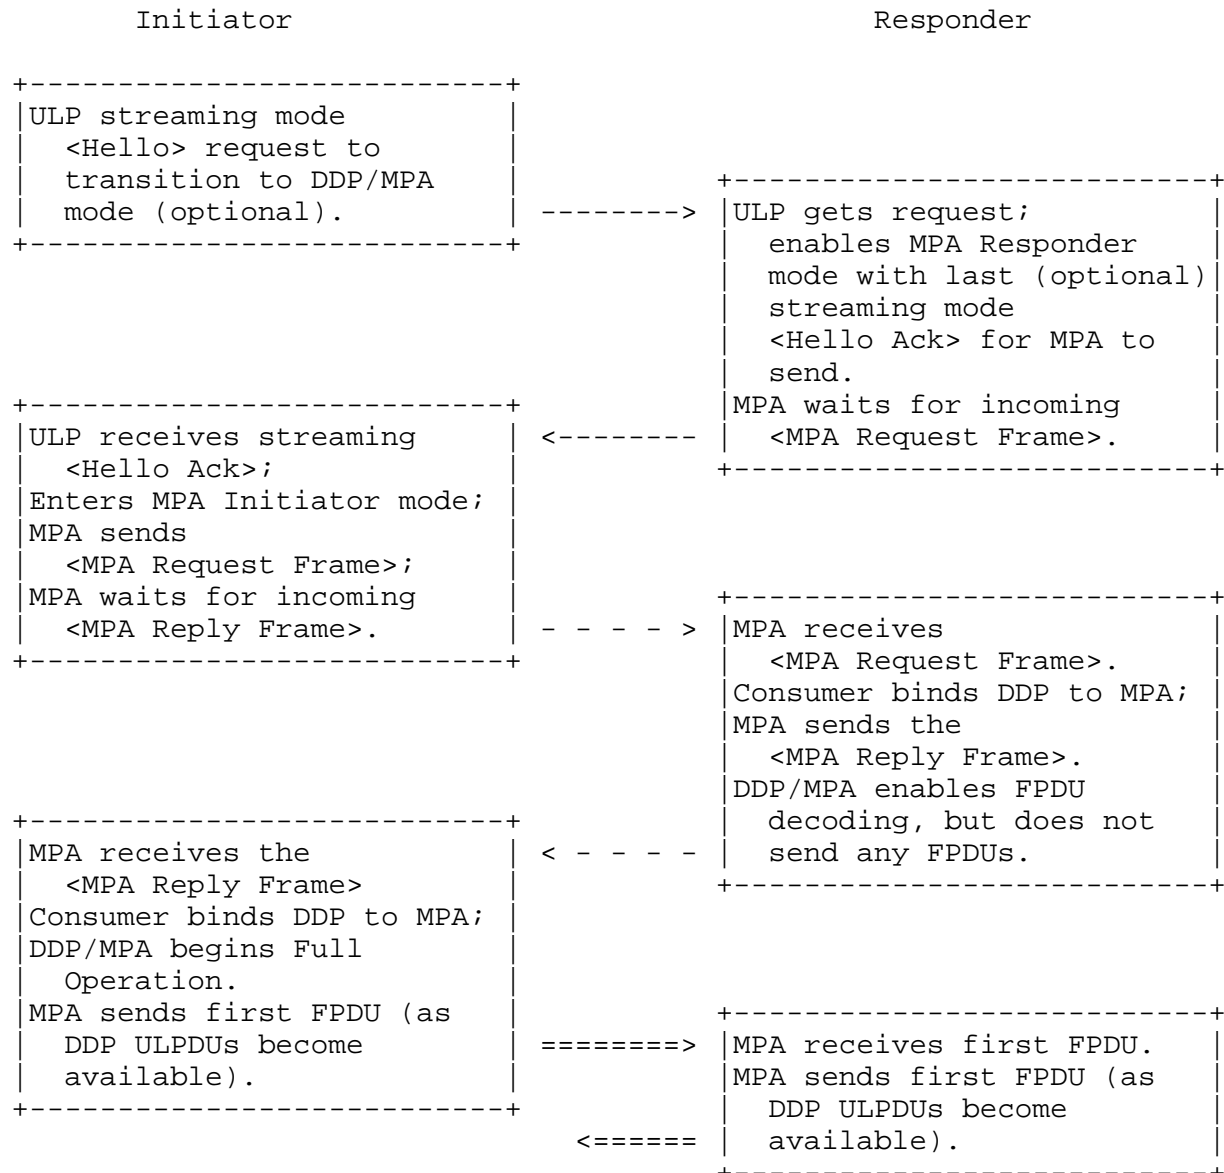 Initiator Responder
+---------------------------+
|ULP streaming mode |
| <Hello> request to |
| transition to DDP/MPA | +---------------------------+
| mode (optional). | --------> |ULP gets request; |
+---------------------------+ | enables MPA Responder |
| mode with last (optional)|
| streaming mode |
| <Hello Ack> for MPA to |
| send. |
+---------------------------+ |MPA waits for incoming |
|ULP receives streaming | <-------- | <MPA Request Frame>. |
| <Hello Ack>; | +---------------------------+
|Enters MPA Initiator mode; |
|MPA sends |
| <MPA Request Frame>; |
|MPA waits for incoming | +---------------------------+
| <MPA Reply Frame>. | - - - - > |MPA receives |
+---------------------------+ | <MPA Request Frame>. |
|Consumer binds DDP to MPA; |
|MPA sends the |
| <MPA Reply Frame>. |
|DDP/MPA enables FPDU |
+---------------------------+ | decoding, but does not |
|MPA receives the | < - - - - | send any FPDUs. |
| <MPA Reply Frame> | +---------------------------+
|Consumer binds DDP to MPA; |
|DDP/MPA begins Full |
| Operation. |
|MPA sends first FPDU (as | +---------------------------+
| DDP ULPDUs become | ========> |MPA receives first FPDU. |
| available). | |MPA sends first FPDU (as |
+---------------------------+ | DDP ULPDUs become |
<====== | available). |
+---------------------------+